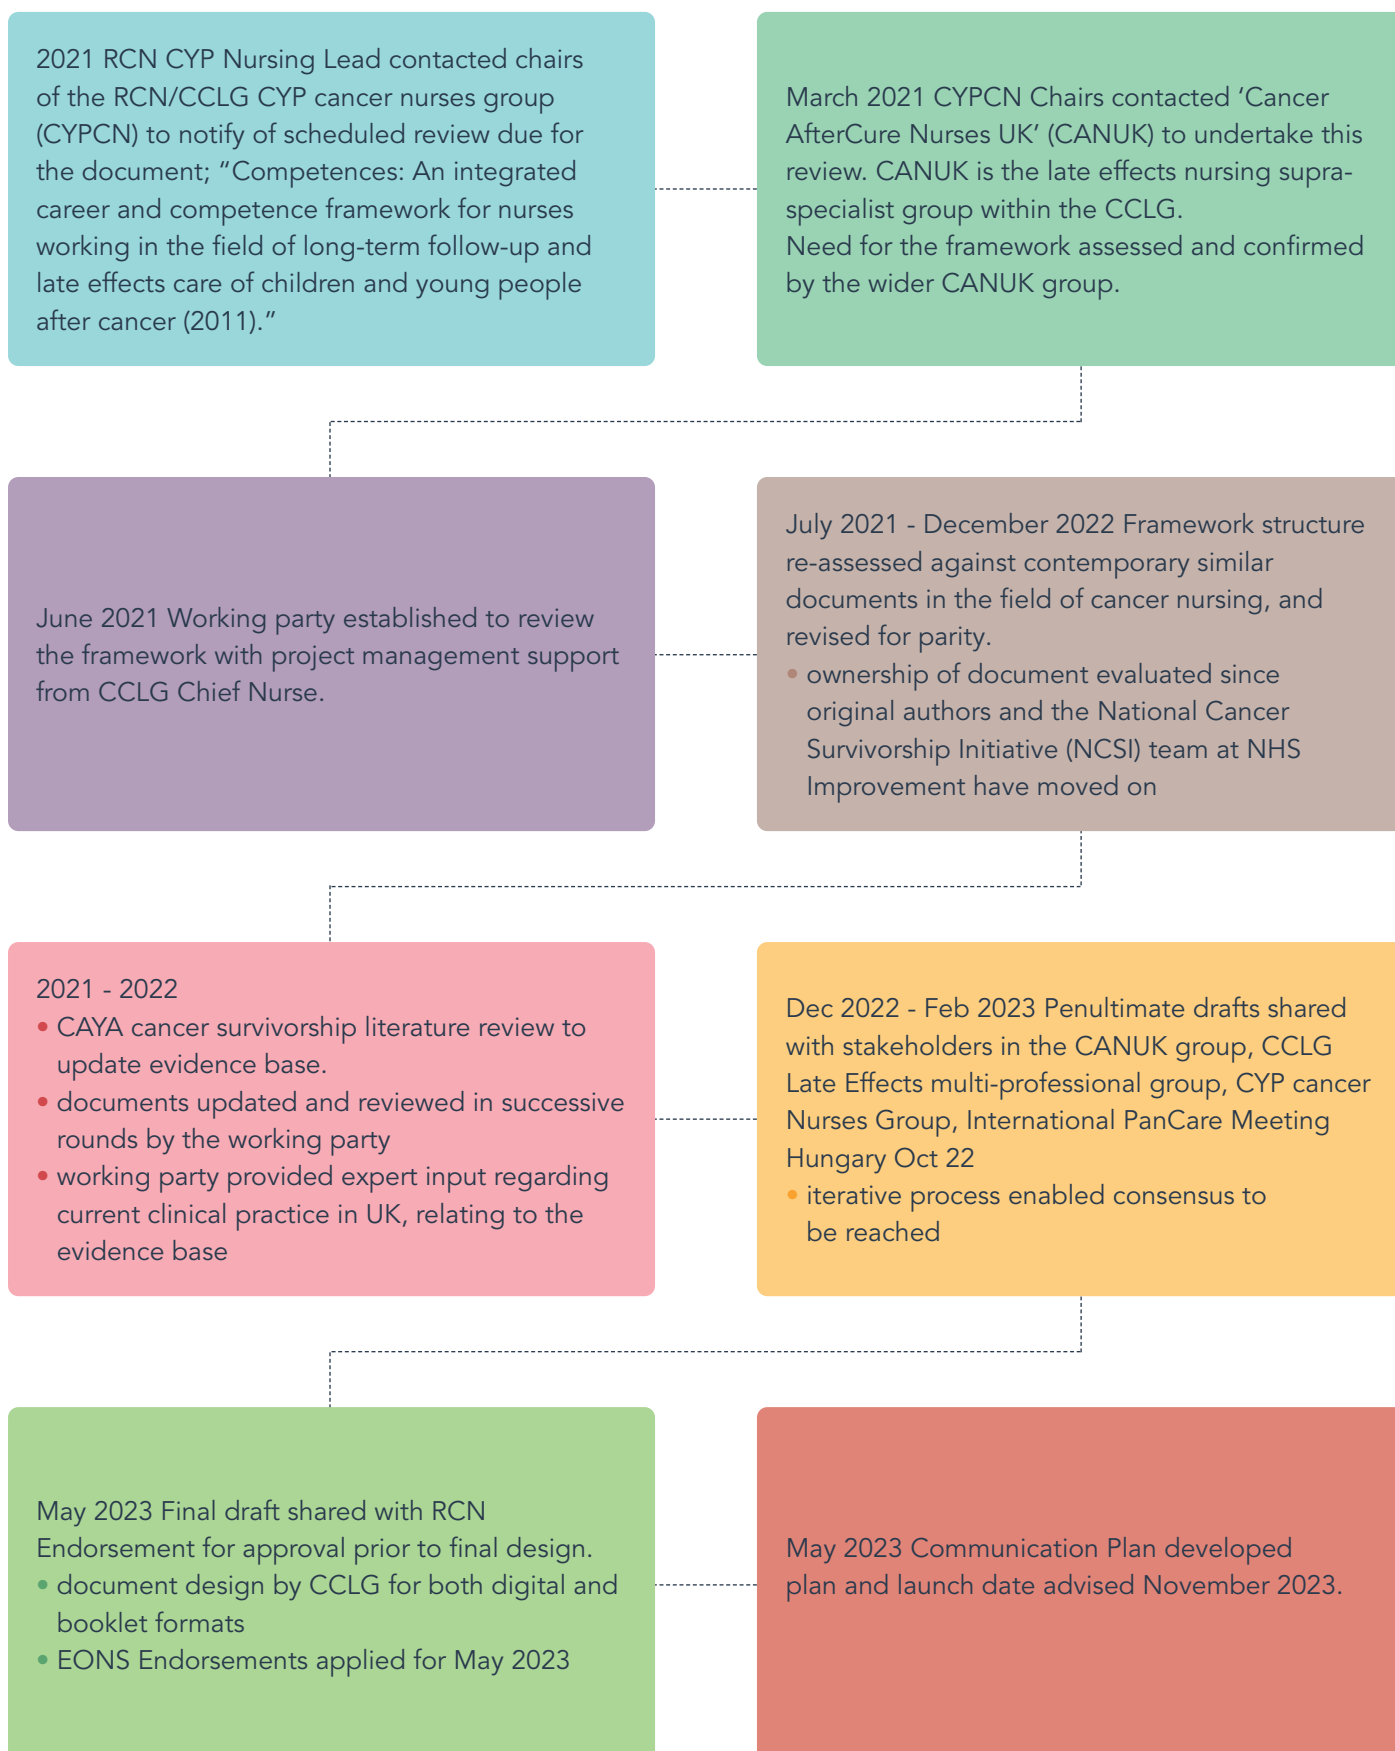 2021 RCN CYP Nursing Lead contacted chairs
of the RCN/CCLG CYP cancer nurses group
(CYPCN) to notify of scheduled review due for
the document; “Competences: An integrated
career and competence framework for nurses
working in the field of long-term follow-up and
late effects care of children and young people
after cancer (2011).”
March 2021 CYPCN Chairs contacted ‘Cancer
AfterCure Nurses UK’ (CANUK) to undertake this
review. CANUK is the late effects nursing supra-
specialist group within the CCLG.
Need for the framework assessed and confirmed
by the wider CANUK group.
June 2021 Working party established to review
the framework with project management support
from CCLG Chief Nurse.
July 2021 - December 2022 Framework structure
re-assessed against contemporary similar
documents in the field of cancer nursing, and
revised for parity.
• ownership of document evaluated since
original authors and the National Cancer
Survivorship Initiative (NCSI) team at NHS
Improvement have moved on
2021 - 2022
• CAYA cancer survivorship literature review to
update evidence base.
• documents updated and reviewed in successive
rounds by the working party
• working party provided expert input regarding
current clinical practice in UK, relating to the
evidence base
Dec 2022 - Feb 2023 Penultimate drafts shared
with stakeholders in the CANUK group, CCLG
Late Effects multi-professional group, CYP cancer
Nurses Group, International PanCare Meeting
Hungary Oct 22
• iterative process enabled consensus to
be reached
May 2023 Final draft shared with RCN
Endorsement for approval prior to final design.
• document design by CCLG for both digital and
booklet formats
• EONS Endorsements applied for May 2023
May 2023 Communication Plan developed
plan and launch date advised November 2023.